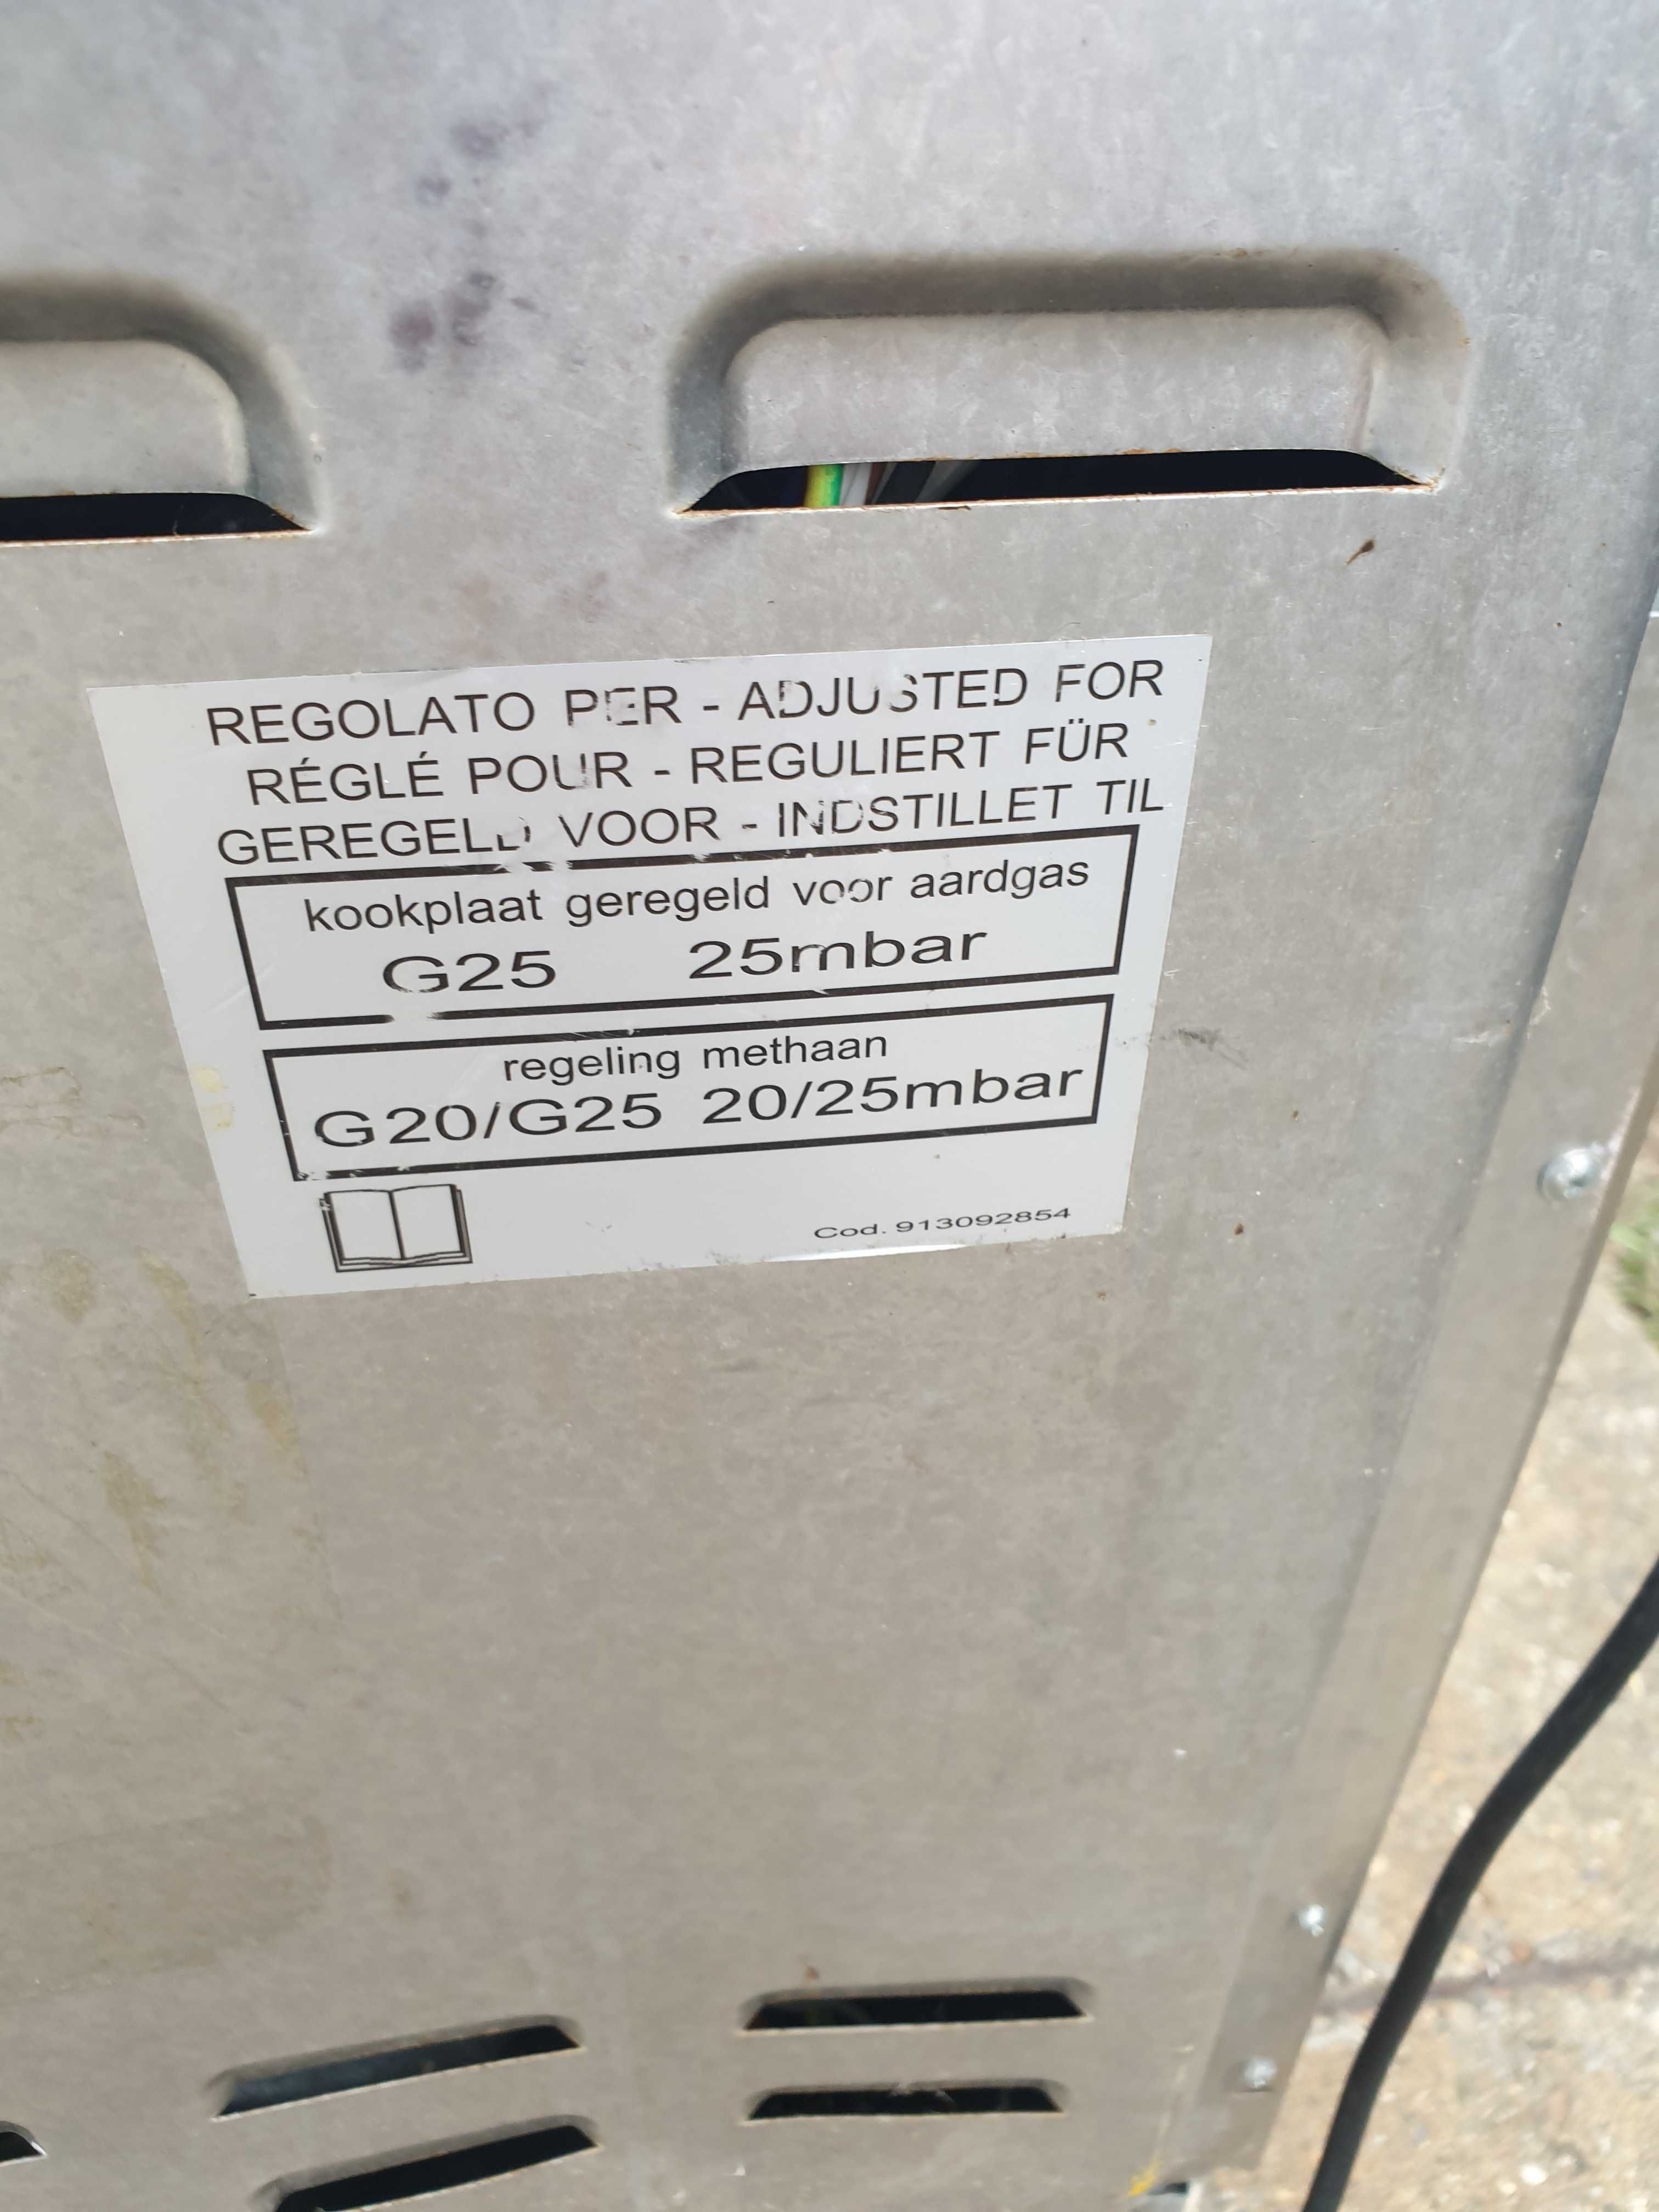 REGOLATO PER - ADJUSTED FOR
RÉGLÉ POUR - REGULIERT FÜR
GEREGELD VOOR - INDSTILLET TIL
kookplaat geregeld voor aardgas
G25 25mbar
regeling methaan
G20/G25 20/25mbar
Cod. 913092854